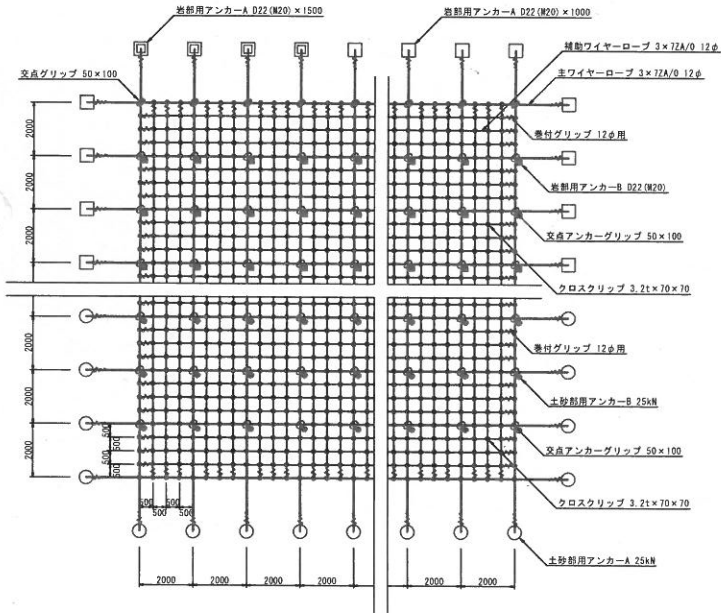 岩部用アンカーA D22(M20)×1500
岩部用アンカーA D22(M20)×1000
補助ワイヤーロープ 3×7ZA/O 12φ
交点グリップ 50×100
主ワイヤーロープ 3×7ZA/O 12φ
巻付グリップ 12φ用
岩部用アンカーB D22(M20)
交点アンカーグリップ 50×100
クロスクリップ 3.2t×70×70
巻付グリップ 12φ用
土砂部用アンカーB 25kN
交点アンカーグリップ 50×100
クロスクリップ 3.2t×70×70
土砂部用アンカーA 25kN
2000
2000
2000
2000
2000
2000
500
500
500
500
500
500
500
500
2000
2000
2000
2000
2000
2000